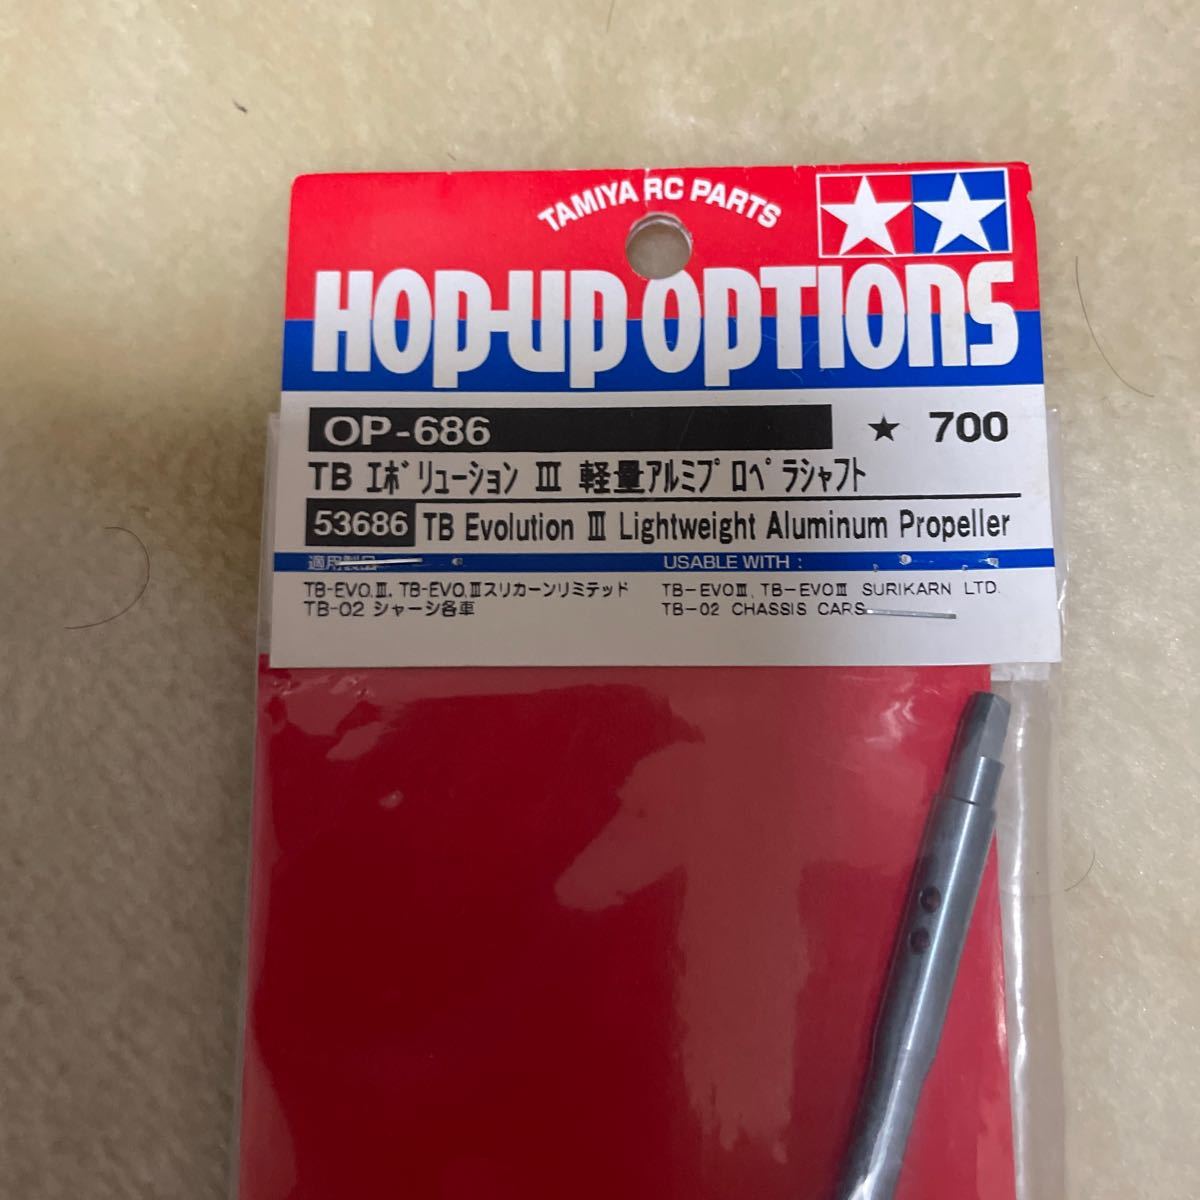 TAMIYA RC PARTS
HOP-UP OPTIONS
OP-686 ★ 700
TB ｴﾎﾞﾘｭｰｼｮﾝ Ⅲ 軽量ｱﾙﾐﾌﾟﾛﾍﾟﾗｼｬﾌﾄ
53686 TB Evolution Ⅲ Lightweight Aluminum Propeller
適用製品
TB-EVO.Ⅲ. TB-EVO.Ⅲスリカーンリミテッド
TB-02 シャーシ各車
USABLE WITH :
TB-EVOⅢ, TB-EVOⅢ SURIKARN LTD.
TB-02 CHASSIS CARS